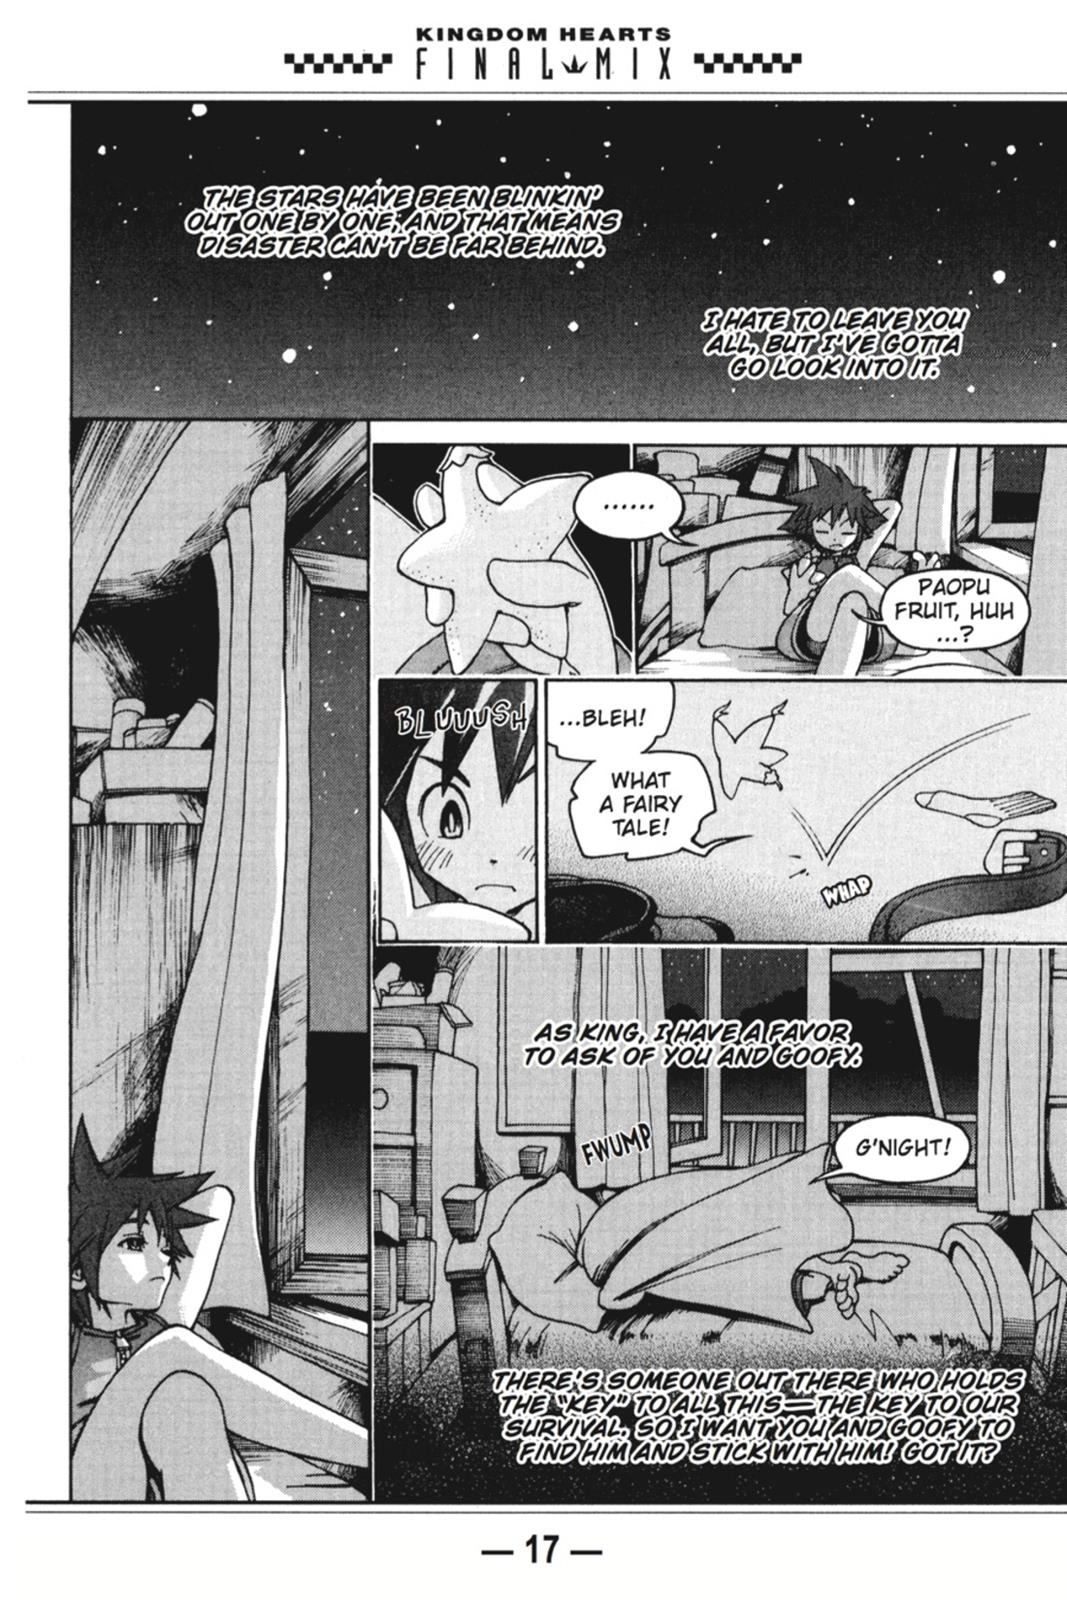 KINGDOM HEARTS
FINAL MIX
THE STARS HAVE BEEN BLINKIN'
OUT ONE BY ONE, AND THAT MEANS
DISASTER CAN'T BE FAR BEHIND.
I HATE TO LEAVE YOU
ALL, BUT I'VE GOTTA
GO LOOK INTO IT.
......
PAOPU
FRUIT, HUH
...?
BLUUUSH
...BLEH!
WHAT
A FAIRY
TALE!
WHAP
AS KING, I HAVE A FAVOR
TO ASK OF YOU AND GOOFY.
FWUMP
G'NIGHT!
THERE'S SOMEONE OUT THERE WHO HOLDS
THE "KEY" TO ALL THIS—THE KEY TO OUR
SURVIVAL. SO I WANT YOU AND GOOFY TO
FIND HIM AND STICK WITH HIM! GOT IT?
— 17 —